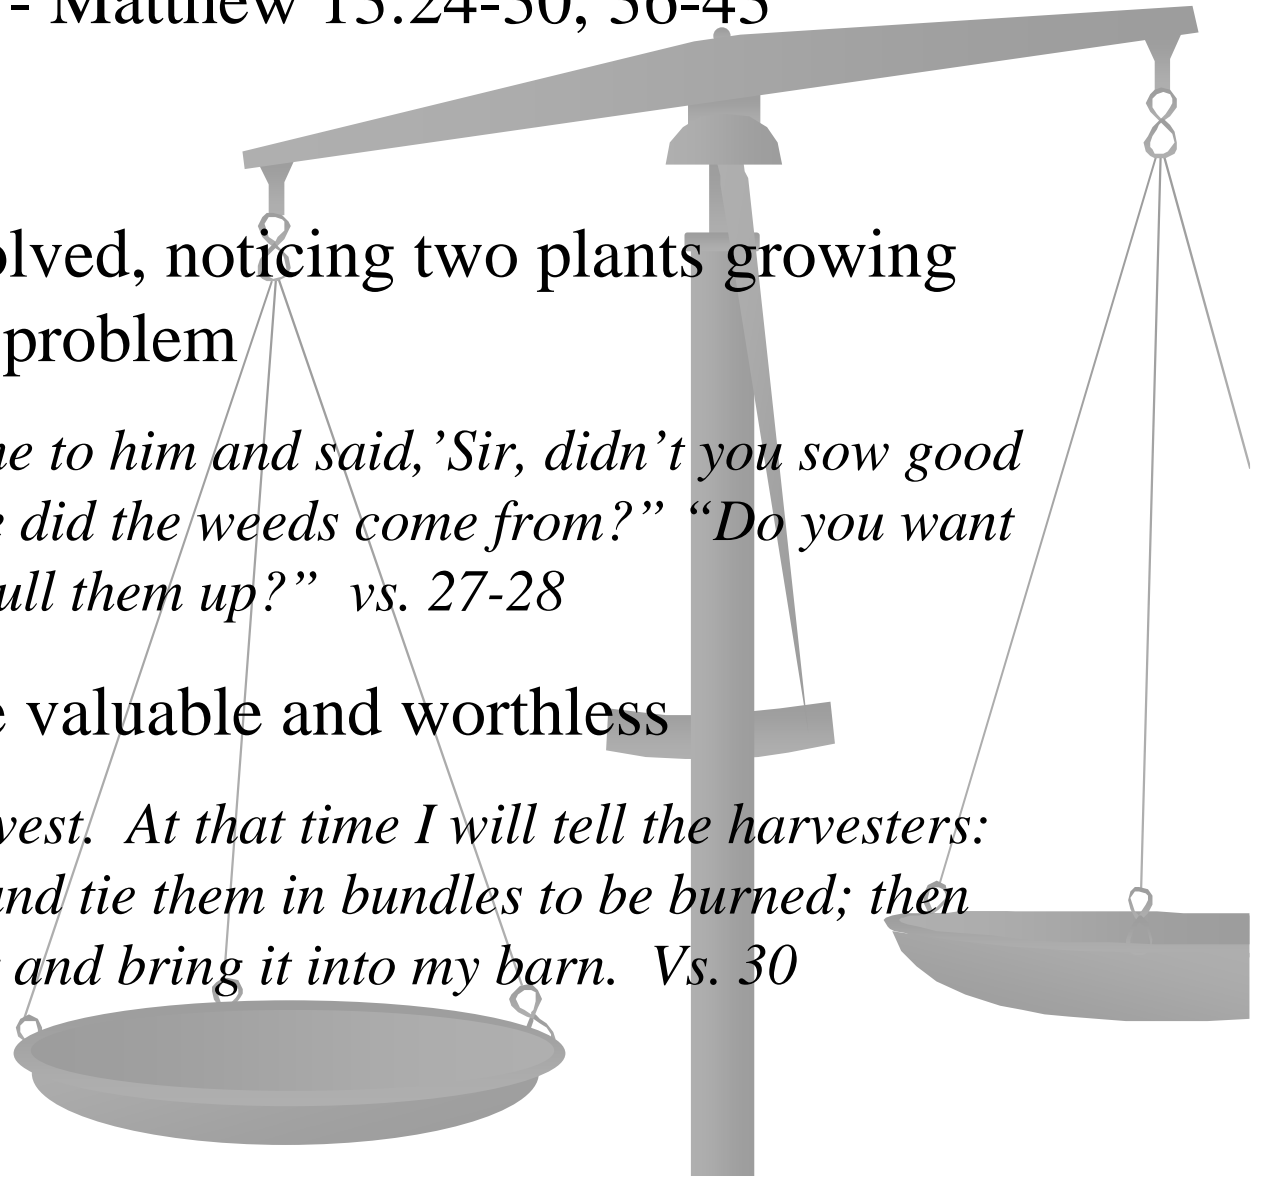 - Matthew 13:24-30, 36-43
olved, noticing two plants growing
problem
ne to him and said,’Sir, didn’t you sow good
e did the weeds come from?” “Do you want
ull them up?” vs. 27-28
e valuable and worthless
vest. At that time I will tell the harvesters:
and tie them in bundles to be burned; then
and bring it into my barn. Vs. 30